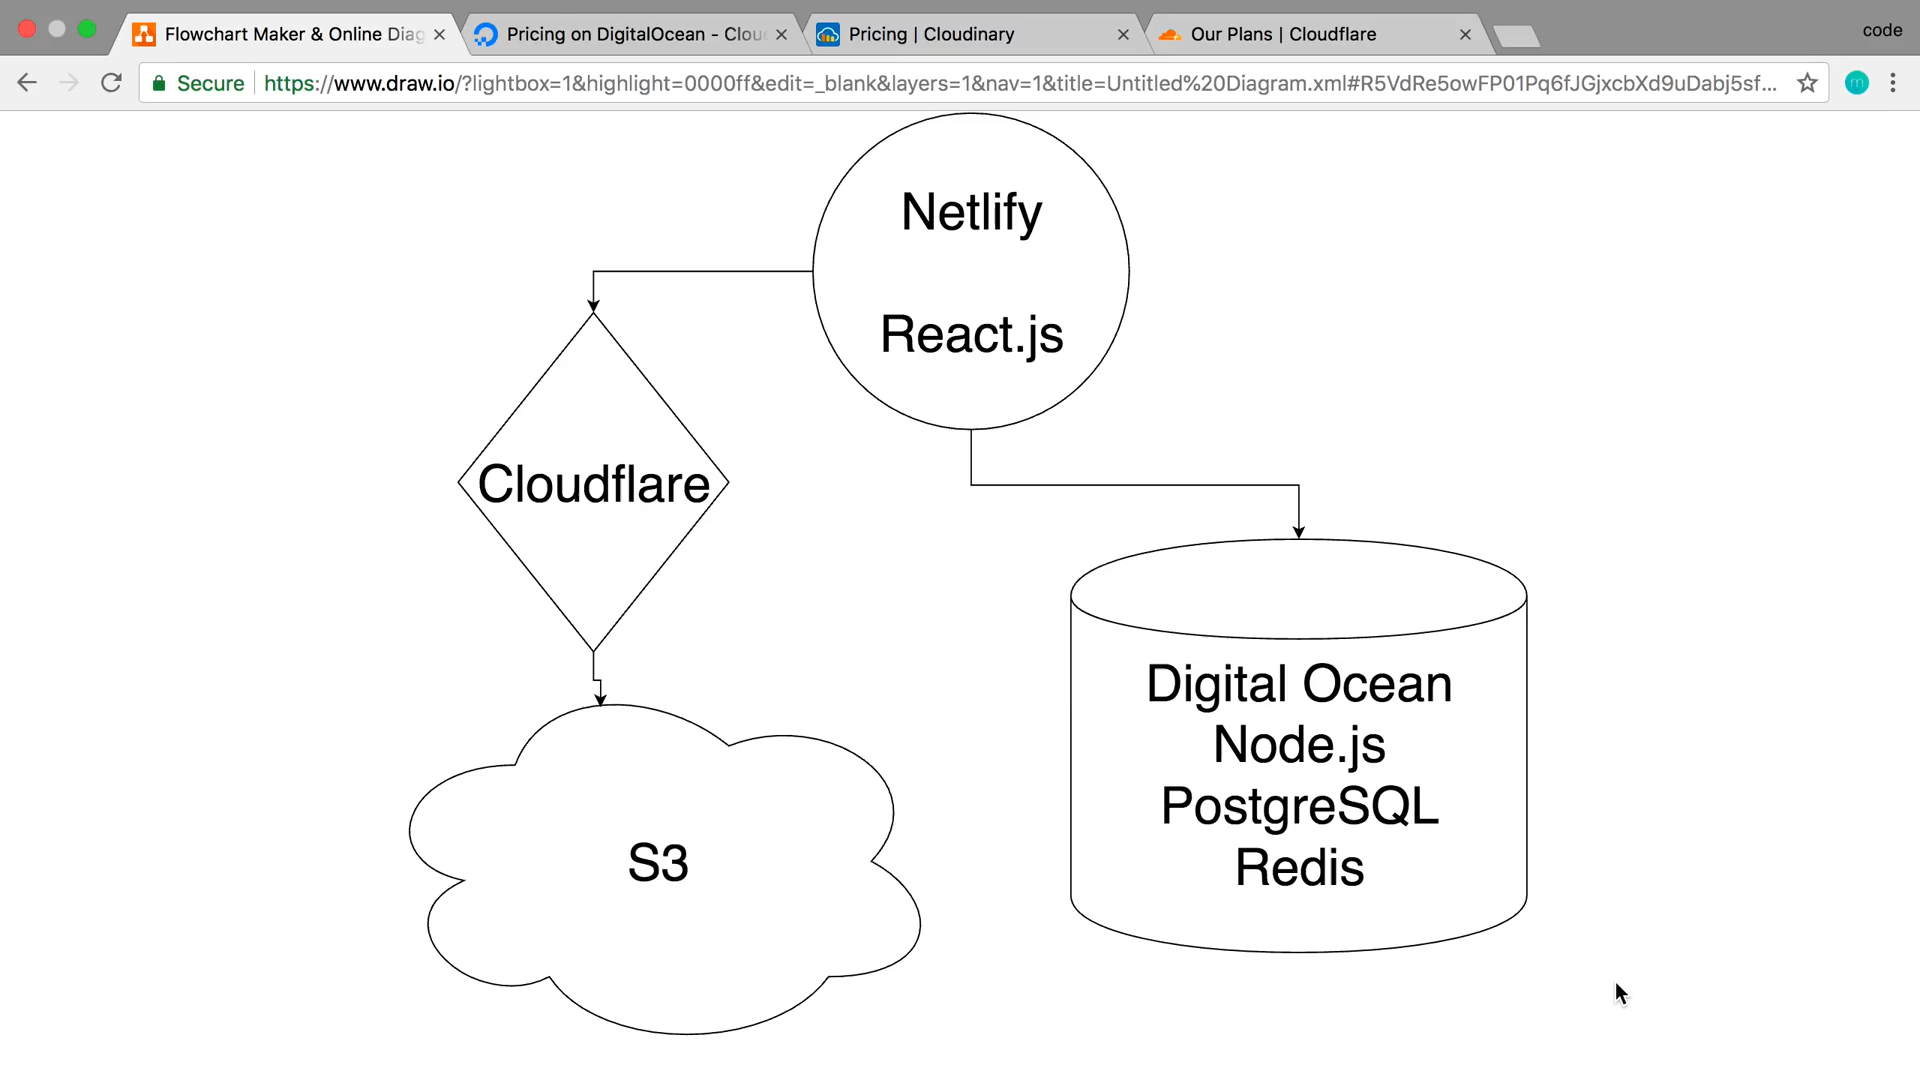 Flowchart Maker & Online Diag
Pricing on DigitalOcean - Clou
Pricing | Cloudinary
Our Plans | Cloudflare
code
Secure
https://www.draw.io/?lightbox=1&highlight=0000ff&edit=_blank&layers=1&nav=1&title=Untitled%20Diagram.xml#R5VdRe5owFP01Pq6fJGjxcbXd9uDabj5sf...
m
Netlify
React.js
Cloudflare
S3
Digital Ocean
Node.js
PostgreSQL
Redis